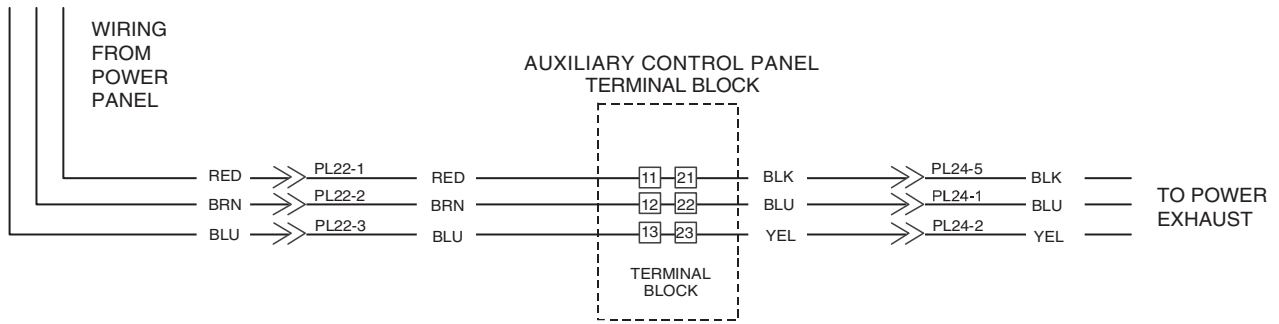 WIRING
FROM
POWER
PANEL
AUXILIARY CONTROL PANEL
TERMINAL BLOCK
RED PL22-1 RED 11 21 BLK PL24-5 BLK
BRN PL22-2 BRN 12 22 BLU PL24-1 BLU
BLU PL22-3 BLU 13 23 YEL PL24-2 YEL
TO POWER
EXHAUST
TERMINAL
BLOCK